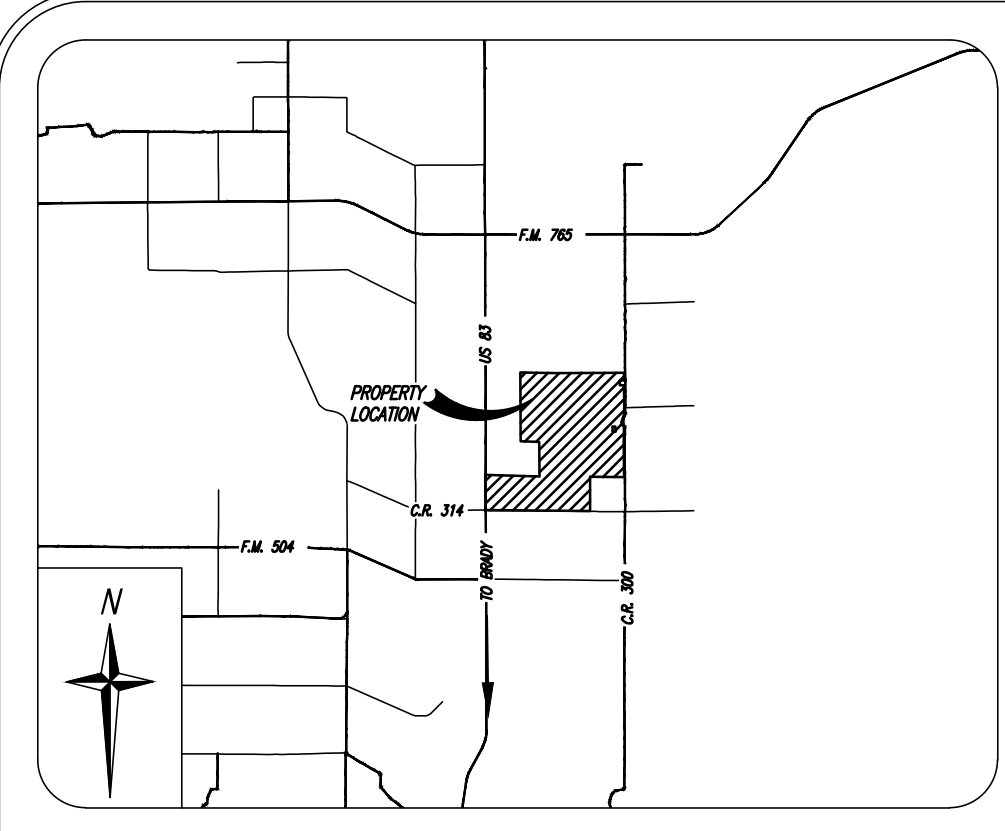 F.M. 765
US 83
PROPERTY
LOCATION
C.R. 314
F.M. 504
TO BRADY
C.R. 300
N